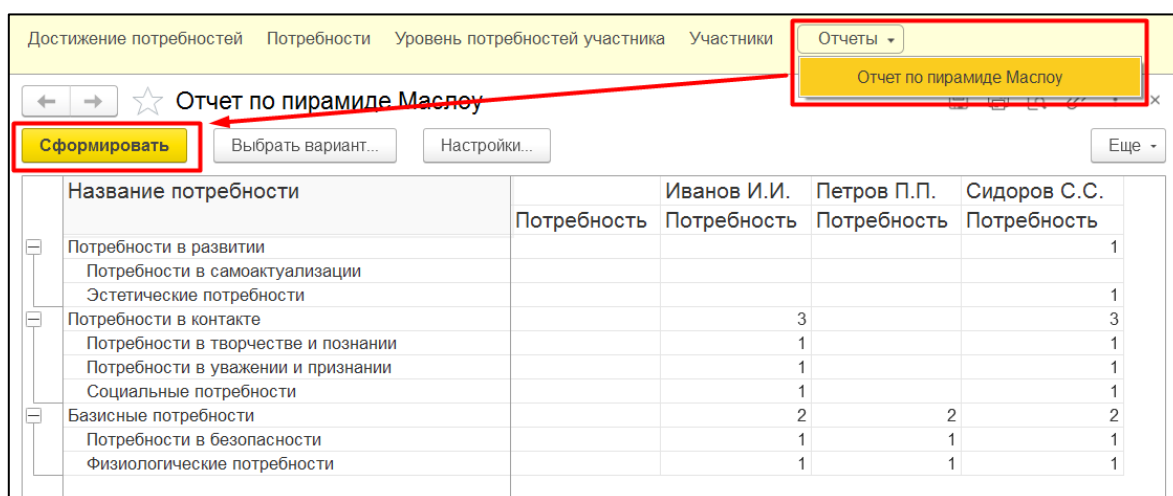 Достижение потребностей Потребности Уровень потребностей участника Участники Отчеты
Отчет по пирамиде Маслоу
Отчет по пирамиде Маслоу
Сформировать Выбрать вариант... Настройки... Еще
Название потребности Иванов И.И. Петров П.П. Сидоров С.С.
Потребность Потребность Потребность Потребность
Потребности в развитии 1
Потребности в самоактуализации
Эстетические потребности 1
Потребности в контакте 3 3
Потребности в творчестве и познании 1 1
Потребности в уважении и признании 1 1
Социальные потребности 1 1
Базисные потребности 2 2 2
Потребности в безопасности 1 1 1
Физиологические потребности 1 1 1